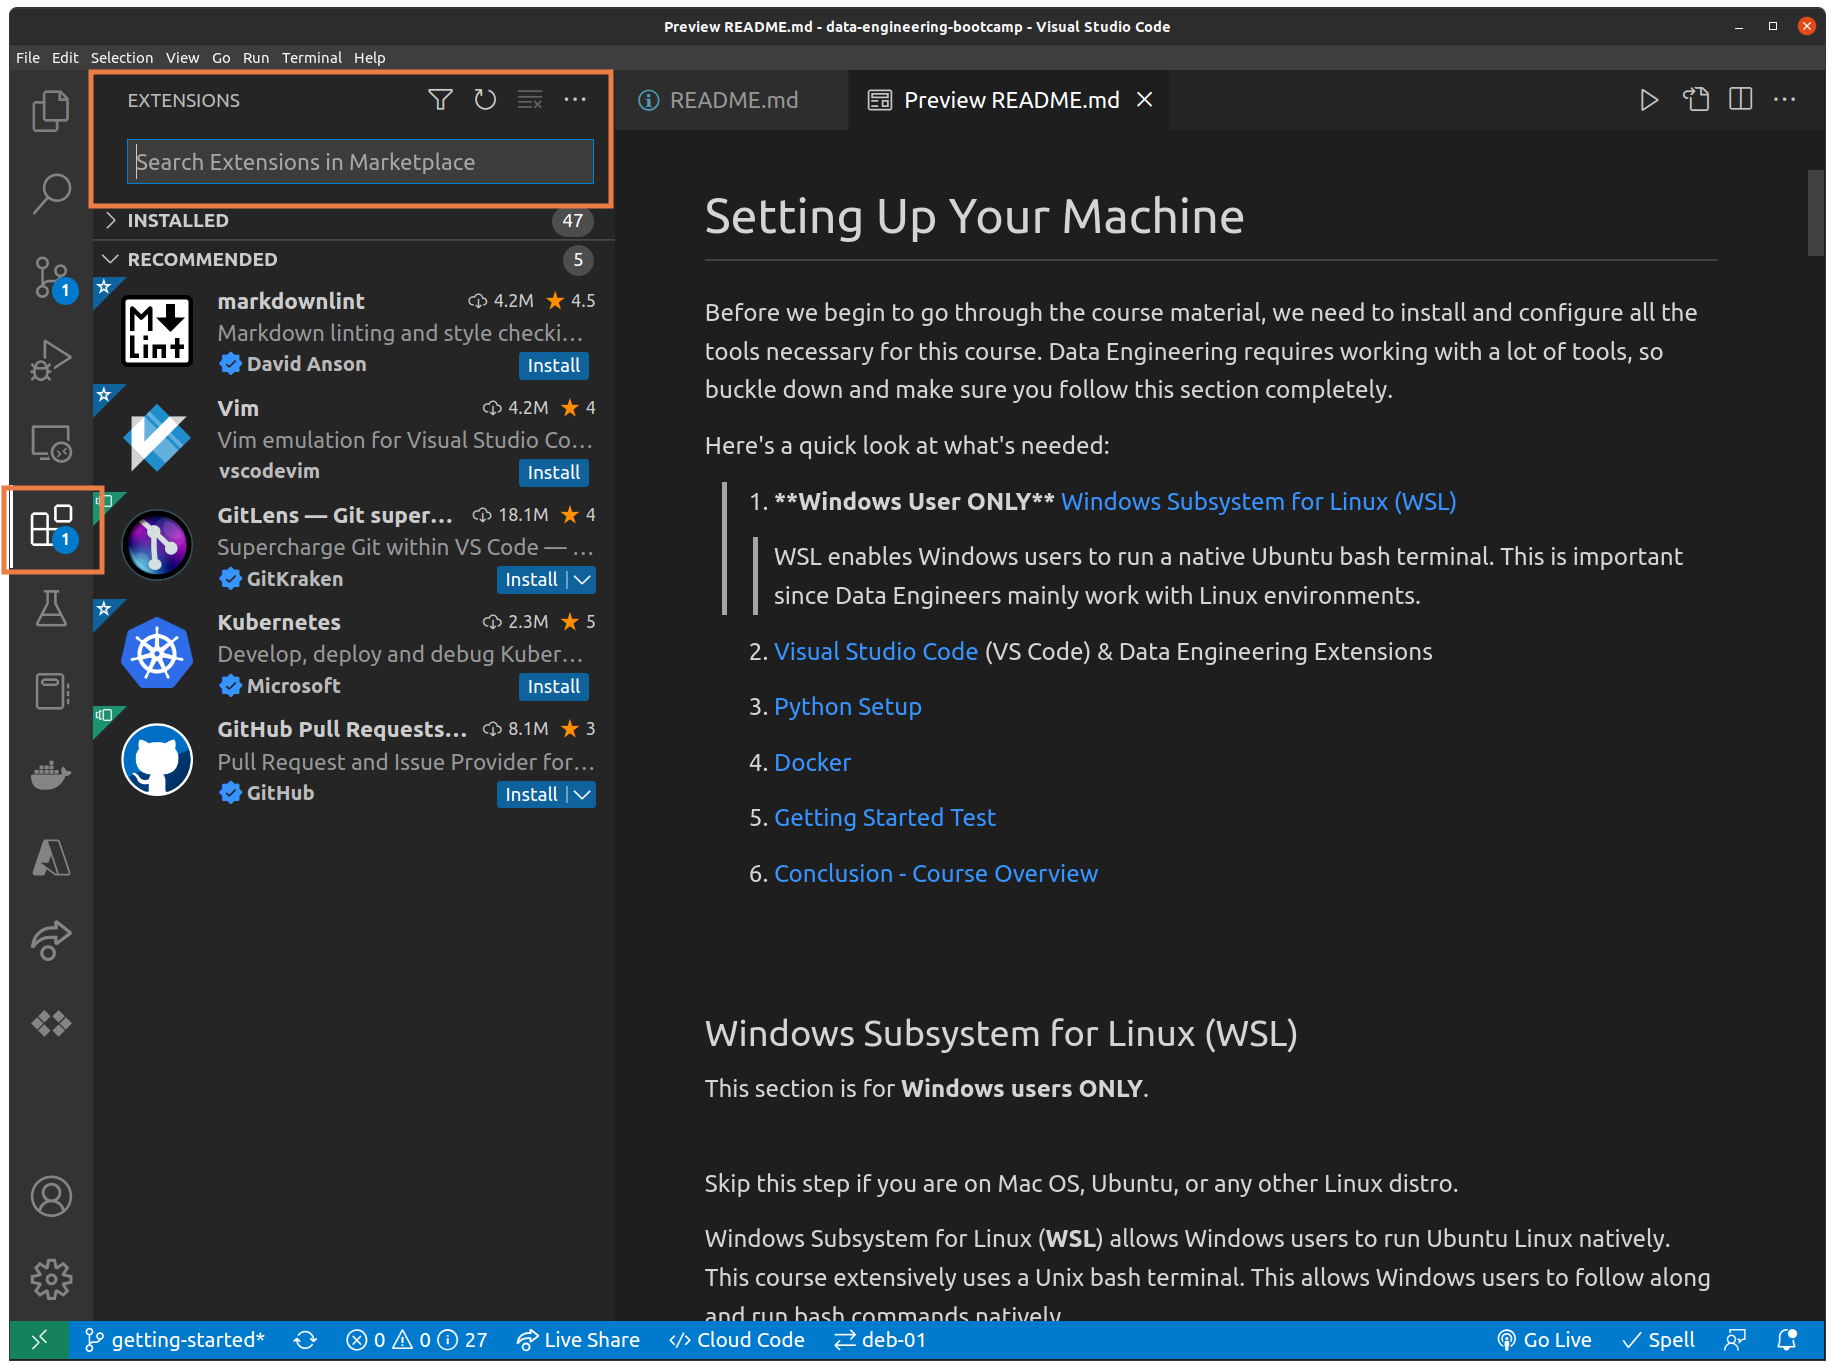 Preview README.md - data-engineering-bootcamp - Visual Studio Code
File Edit Selection View Go Run Terminal Help
EXTENSIONS
Search Extensions in Marketplace
INSTALLED 47
RECOMMENDED 5
markdownlint 4.2M 4.5
Markdown linting and style checki...
David Anson Install
Vim 4.2M 4
Vim emulation for Visual Studio Co...
vscodevim Install
GitLens — Git super... 18.1M 4
Supercharge Git within VS Code — ...
GitKraken Install
Kubernetes 2.3M 5
Develop, deploy and debug Kuber...
Microsoft Install
GitHub Pull Requests... 8.1M 3
Pull Request and Issue Provider for...
GitHub Install
1
1
M
Lint
README.md Preview README.md
Setting Up Your Machine
Before we begin to go through the course material, we need to install and configure all the
tools necessary for this course. Data Engineering requires working with a lot of tools, so
buckle down and make sure you follow this section completely.
Here's a quick look at what's needed:
1. **Windows User ONLY** Windows Subsystem for Linux (WSL)
WSL enables Windows users to run a native Ubuntu bash terminal. This is important
since Data Engineers mainly work with Linux environments.
2. Visual Studio Code (VS Code) & Data Engineering Extensions
3. Python Setup
4. Docker
5. Getting Started Test
6. Conclusion - Course Overview
Windows Subsystem for Linux (WSL)
This section is for Windows users ONLY.
Skip this step if you are on Mac OS, Ubuntu, or any other Linux distro.
Windows Subsystem for Linux (WSL) allows Windows users to run Ubuntu Linux natively.
This course extensively uses a Unix bash terminal. This allows Windows users to follow along
and run bash commands natively.
getting-started* 0 0 27 Live Share Cloud Code deb-01 Go Live Spell